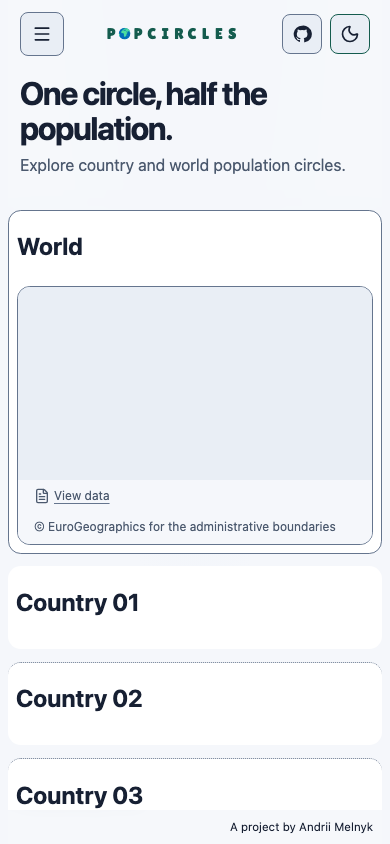 P🌍PCIRCLES
One circle, half the
population.
Explore country and world population circles.
World
View data
© EuroGeographics for the administrative boundaries
Country 01
Country 02
Country 03
A project by Andrii Melnyk